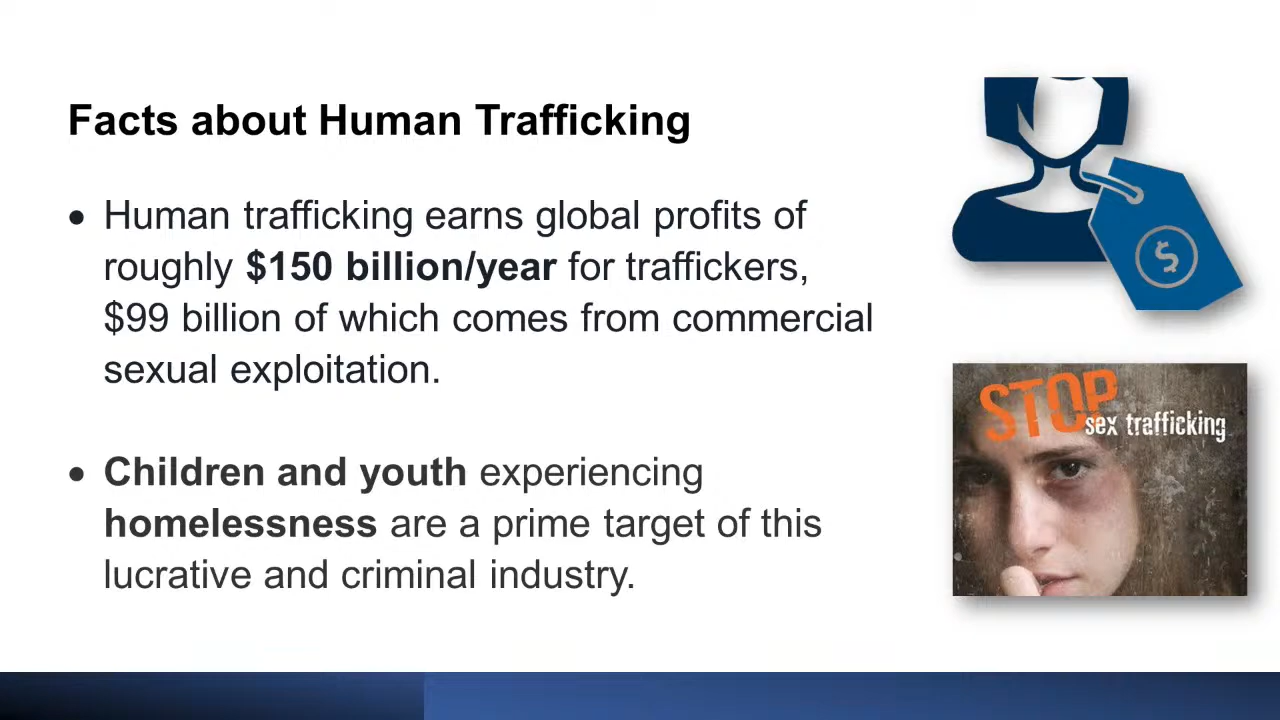 Facts about Human Trafficking
• Human trafficking earns global profits of
roughly $150 billion/year for traffickers,
$99 billion of which comes from commercial
sexual exploitation.
• Children and youth experiencing
homelessness are a prime target of this
lucrative and criminal industry.
$
STOP
sex trafficking